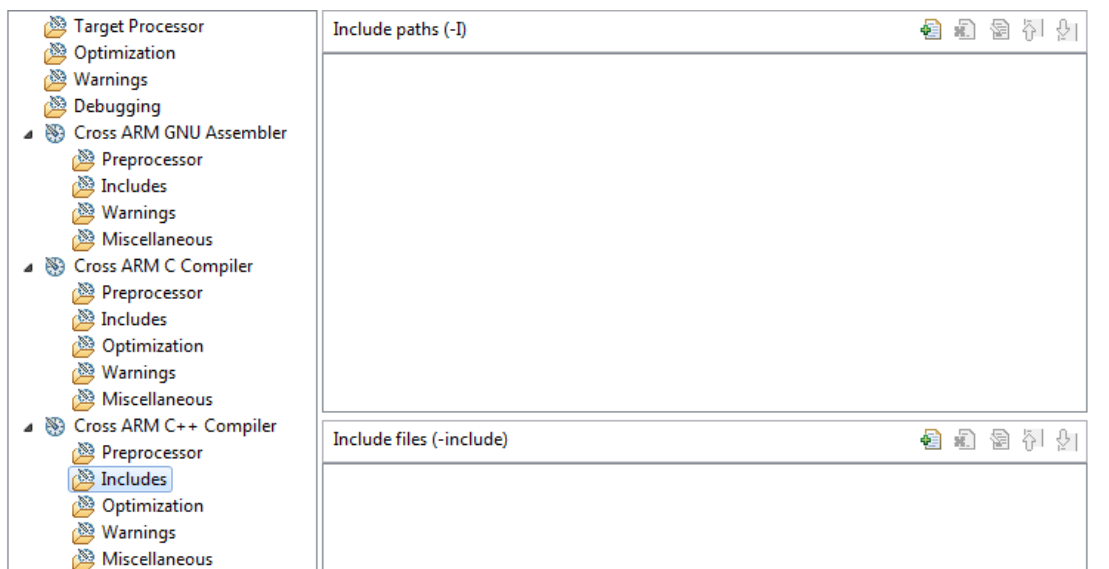 Target Processor
Optimization
Warnings
Debugging
Cross ARM GNU Assembler
Preprocessor
Includes
Warnings
Miscellaneous
Cross ARM C Compiler
Preprocessor
Includes
Optimization
Warnings
Miscellaneous
Cross ARM C++ Compiler
Preprocessor
Includes
Optimization
Warnings
Miscellaneous
Include paths (-I)
Include files (-include)